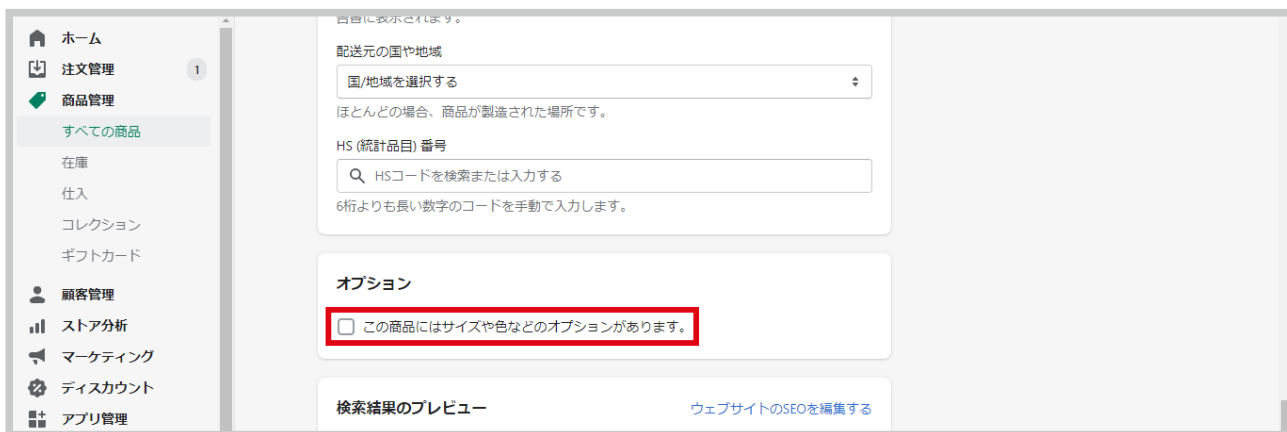 ホーム
注文管理 1
商品管理
すべての商品
在庫
仕入
コレクション
ギフトカード
顧客管理
ストア分析
マーケティング
ディスカウント
アプリ管理
告書に表示されます。
配送元の国や地域
国/地域を選択する
ほとんどの場合、商品が製造された場所です。
HS (統計品目) 番号
HSコードを検索または入力する
6桁よりも長い数字のコードを手動で入力します。
オプション
この商品にはサイズや色などのオプションがあります。
検索結果のプレビュー ウェブサイトのSEOを編集する